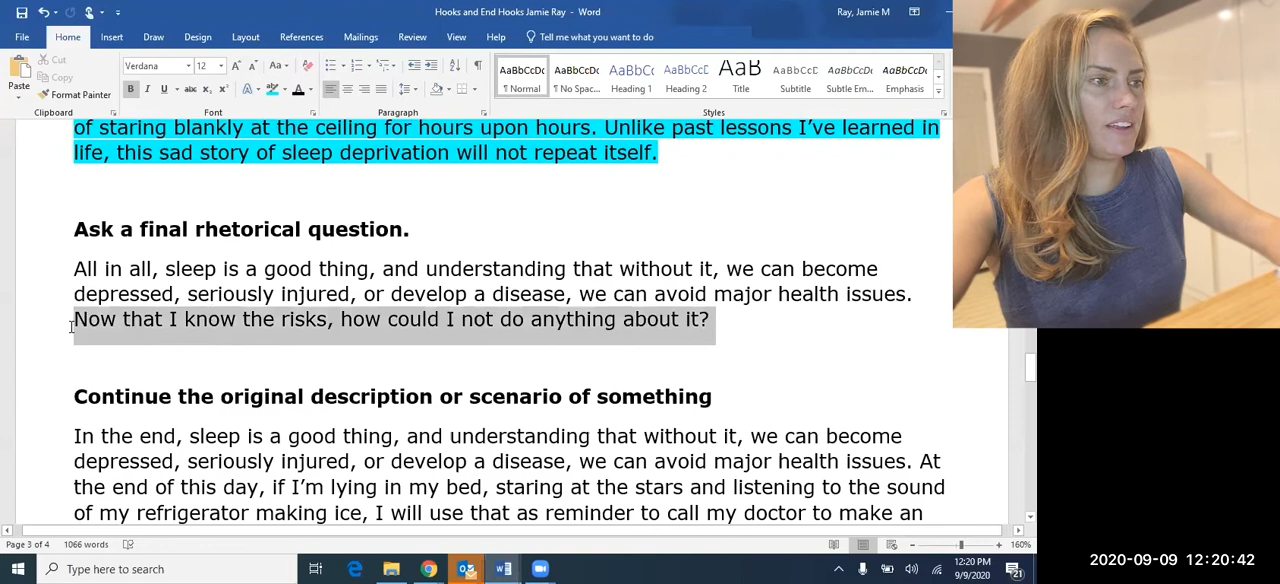 Hooks and End Hooks Jamie Ray - Word
Ray, Jamie M
File Home Insert Draw Design Layout References Mailings Review View Help Tell me what you want to do
Paste
Cut
Copy
Format Painter
Clipboard
Verdana 12
Font
Paragraph
AaBbCcDc AaBbCcDc AaBbCc AaBbCcD AaB AaBbCcD AaBbCcDc AaBbCcDc
¶ Normal ¶ No Spac... Heading 1 Heading 2 Title Subtitle Subtle Em... Emphasis
Styles
of staring blankly at the ceiling for hours upon hours. Unlike past lessons I’ve learned in
life, this sad story of sleep deprivation will not repeat itself.
Ask a final rhetorical question.
All in all, sleep is a good thing, and understanding that without it, we can become
depressed, seriously injured, or develop a disease, we can avoid major health issues.
Now that I know the risks, how could I not do anything about it?
Continue the original description or scenario of something
In the end, sleep is a good thing, and understanding that without it, we can become
depressed, seriously injured, or develop a disease, we can avoid major health issues. At
the end of this day, if I’m lying in my bed, staring at the stars and listening to the sound
of my refrigerator making ice, I will use that as reminder to call my doctor to make an
Page 3 of 4 1066 words
160%
Type here to search
12:20 PM
9/9/2020
21
2020-09-09 12:20:42